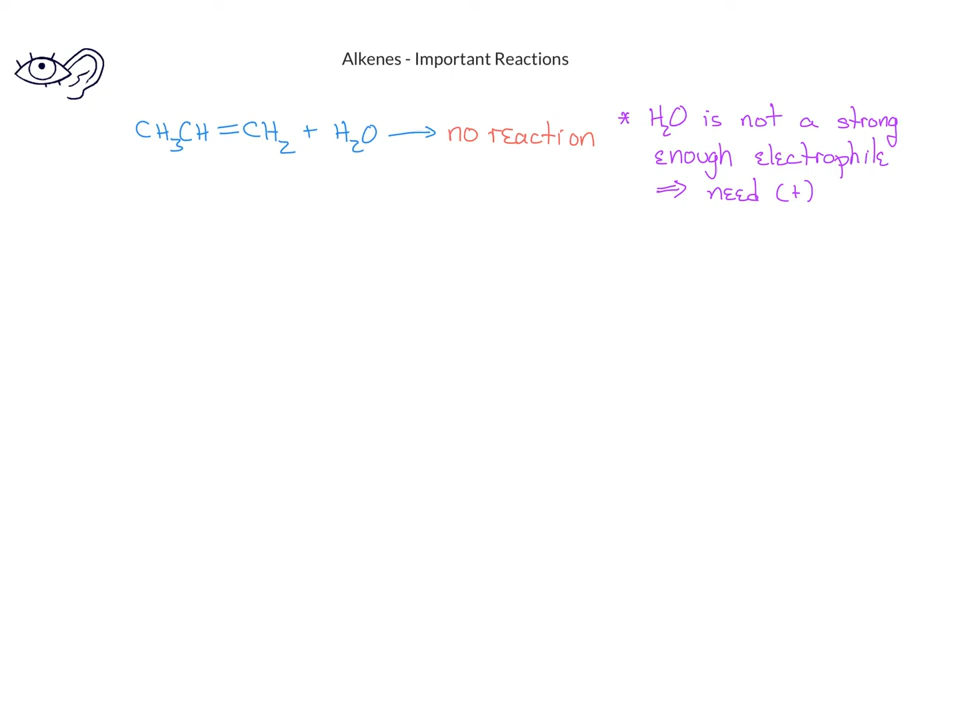 Alkenes - Important Reactions
CH₃CH=CH₂ + H₂O ⟶ no reaction
* H₂O is not a strong
enough electrophile
⇒ need (+)